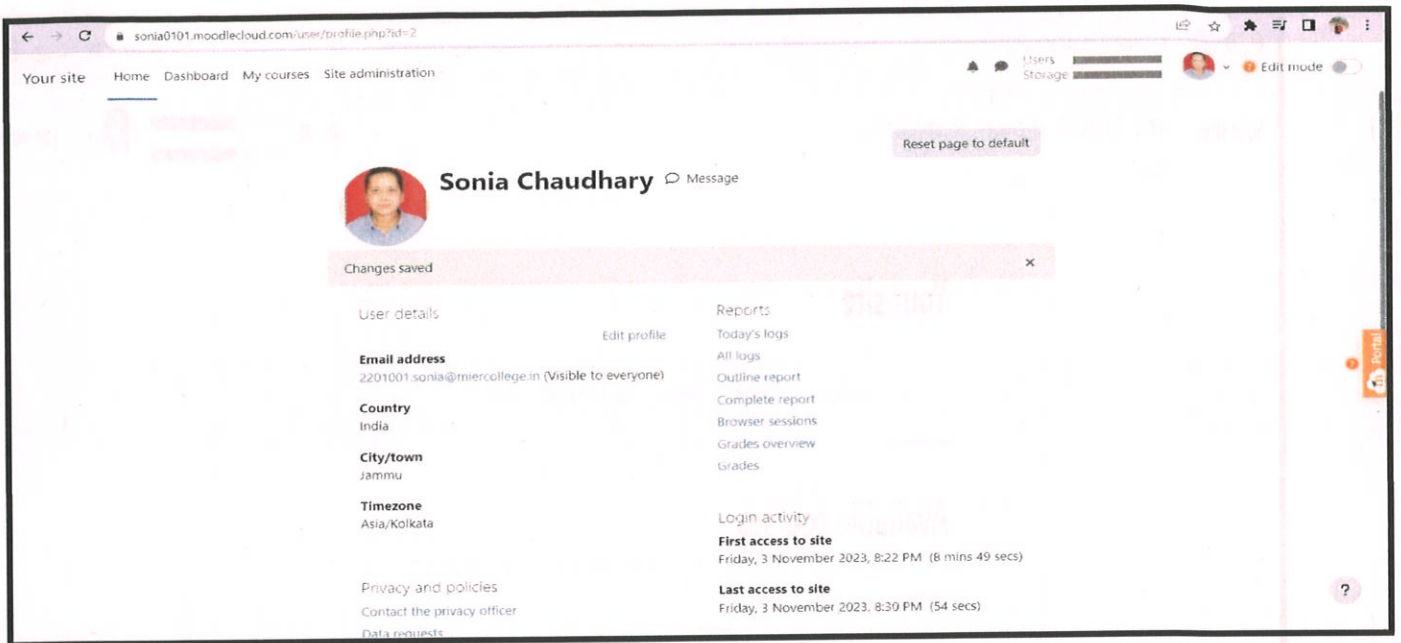 sonia0101.moodlecloud.com/user/profile.php?id=2
Your site Home Dashboard My courses Site administration
Users
Storage
Edit mode
Reset page to default
Sonia Chaudhary Message
Changes saved ×
User details
Edit profile
Email address
2201001.sonia@miercollege.in (Visible to everyone)
Country
India
City/town
Jammu
Timezone
Asia/Kolkata
Privacy and policies
Contact the privacy officer
Data requests
Reports
Today's logs
All logs
Outline report
Complete report
Browser sessions
Grades overview
Grades
Login activity
First access to site
Friday, 3 November 2023, 8:22 PM (8 mins 49 secs)
Last access to site
Friday, 3 November 2023, 8:30 PM (54 secs)
Portal
?